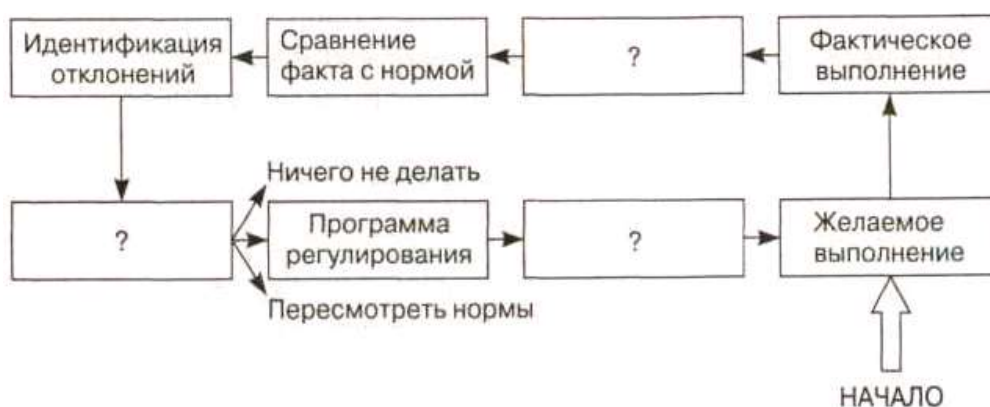 Идентификация
отклонений
Сравнение
факта с нормой
?
Фактическое
выполнение
Ничего не делать
?
Программа
регулирования
?
Желаемое
выполнение
Пересмотреть нормы
НАЧАЛО